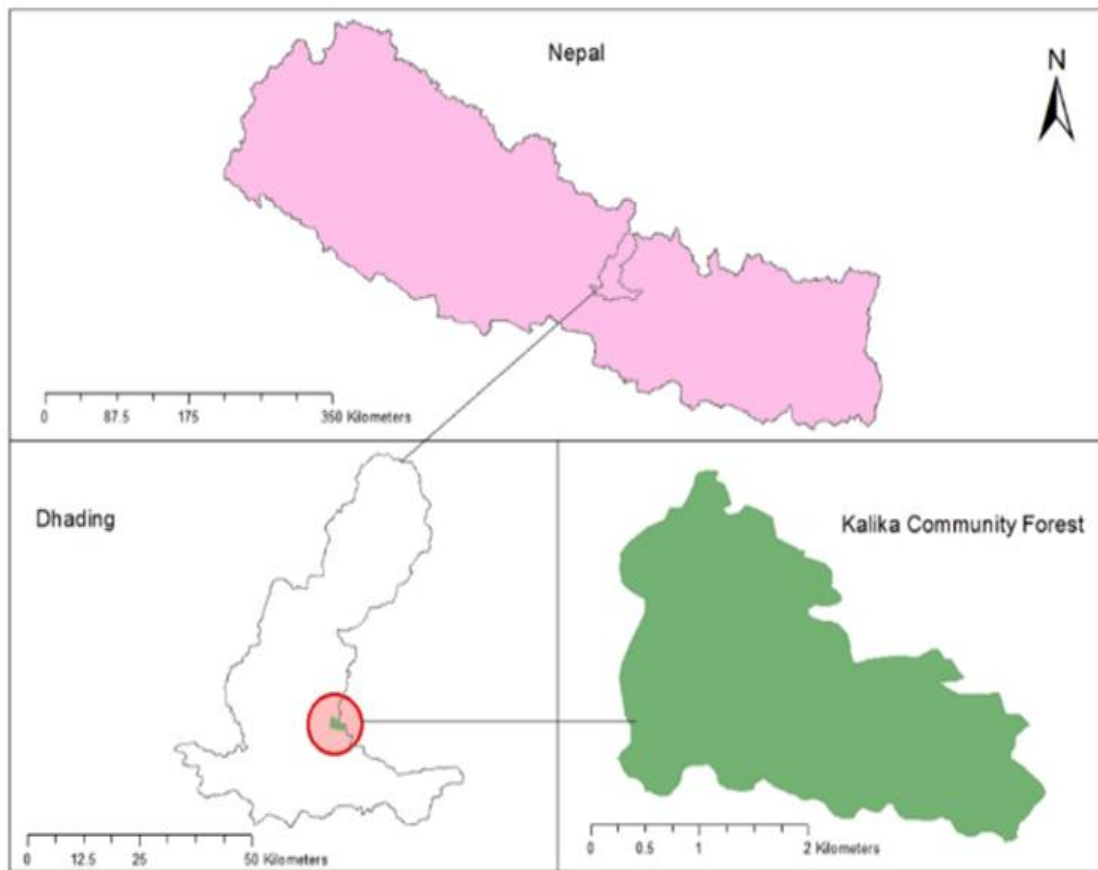 Nepal
N
0 87.5 175 350 Kilometers
Dhading
0 12.5 25 50 Kilometers
Kalika Community Forest
0 0.5 1 2 Kilometers